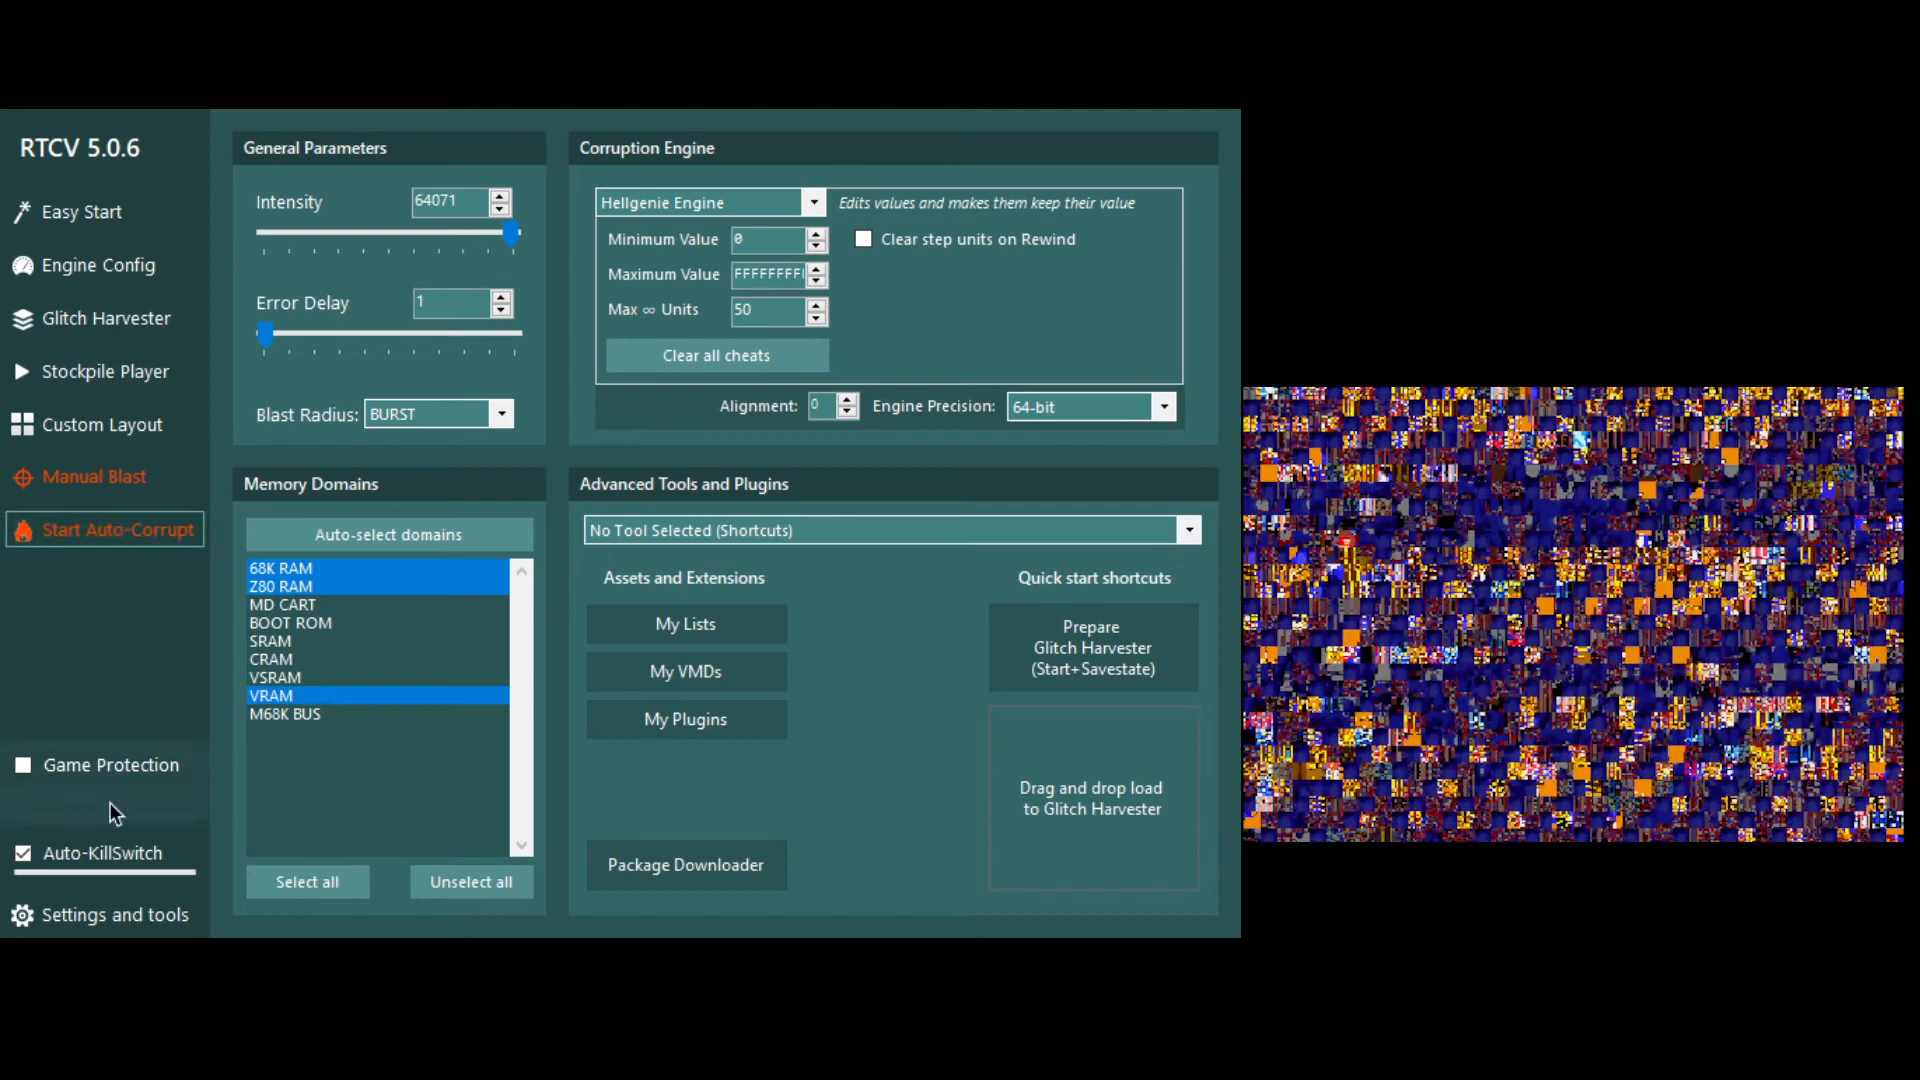 RTCV 5.0.6
Easy Start
Engine Config
Glitch Harvester
Stockpile Player
Custom Layout
Manual Blast
Start Auto-Corrupt
Game Protection
Auto-KillSwitch
Settings and tools
General Parameters
Intensity 64071
Error Delay 1
Blast Radius: BURST
Corruption Engine
Hellgenie Engine Edits values and makes them keep their value
Minimum Value 0 Clear step units on Rewind
Maximum Value FFFFFFFF
Max ∞ Units 50
Clear all cheats
Alignment: 0 Engine Precision: 64-bit
Memory Domains
Auto-select domains
68K RAM
Z80 RAM
MD CART
BOOT ROM
SRAM
CRAM
VSRAM
VRAM
M68K BUS
Select all Unselect all
Advanced Tools and Plugins
No Tool Selected (Shortcuts)
Assets and Extensions
My Lists
My VMDs
My Plugins
Package Downloader
Quick start shortcuts
Prepare
Glitch Harvester
(Start+Savestate)
Drag and drop load
to Glitch Harvester